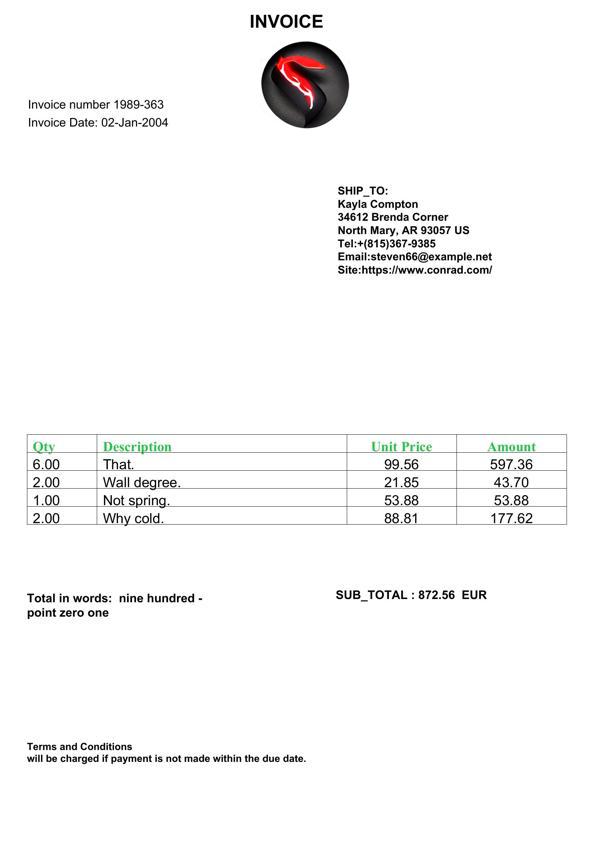 INVOICE
Invoice number 1989-363
Invoice Date: 02-Jan-2004
SHIP_TO:
Kayla Compton
34612 Brenda Corner
North Mary, AR 93057 US
Tel:+(815)367-9385
Email:steven66@example.net
Site:https://www.conrad.com/
Qty Description Unit Price Amount
6.00 That. 99.56 597.36
2.00 Wall degree. 21.85 43.70
1.00 Not spring. 53.88 53.88
2.00 Why cold. 88.81 177.62
Total in words: nine hundred - SUB_TOTAL : 872.56 EUR
point zero one
Terms and Conditions
will be charged if payment is not made within the due date.